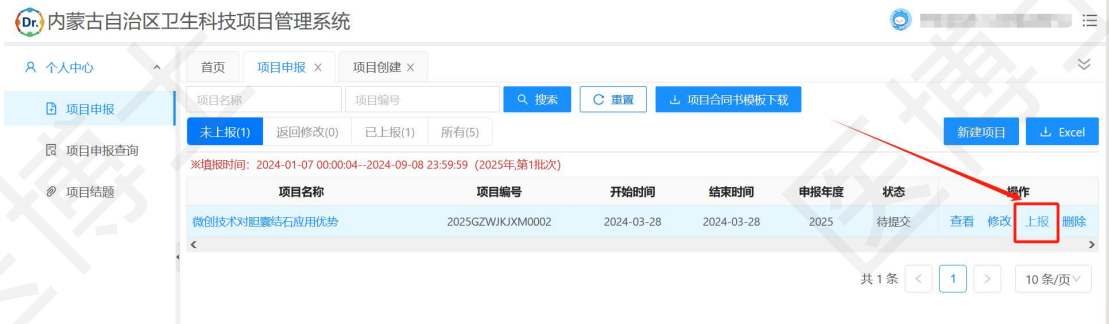 Dr. 内蒙古自治区卫生科技项目管理系统
个人中心
首页 项目申报 × 项目创建 ×
项目申报
项目申报查询
项目结题
项目名称 项目编号 搜索 重置 项目合同书模板下载
未上报(1) 返回修改(0) 已上报(1) 所有(5) 新建项目 Excel
※填报时间：2024-01-07 00:00:04--2024-09-08 23:59:59 (2025年,第1批次)
项目名称 项目编号 开始时间 结束时间 申报年度 状态 操作
微创技术对胆囊结石应用优势 2025GZWJKJXM0002 2024-03-28 2024-03-28 2025 待提交 查看 修改 上报 删除
共 1 条 < 1 > 10 条/页
医博士